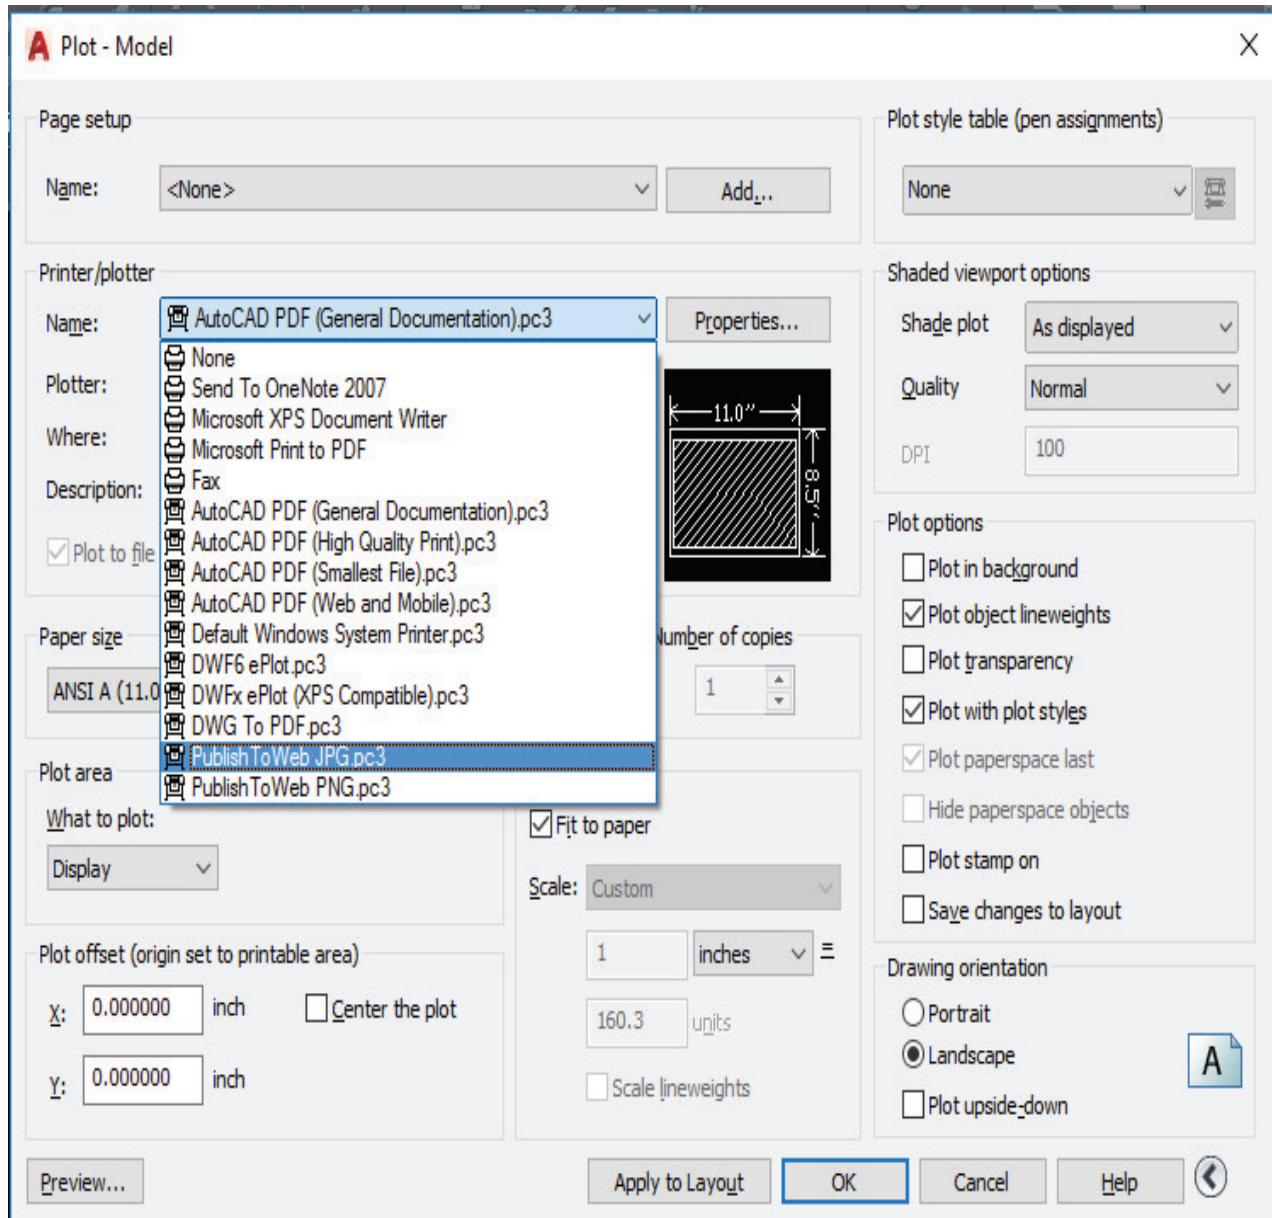 Plot - Model
Page setup
Name:
<None>
Add...
Plot style table (pen assignments)
None
Printer/plotter
Name:
AutoCAD PDF (General Documentation).pc3
Properties...
None
Send To OneNote 2007
Microsoft XPS Document Writer
Microsoft Print to PDF
Fax
AutoCAD PDF (General Documentation).pc3
AutoCAD PDF (High Quality Print).pc3
AutoCAD PDF (Smallest File).pc3
AutoCAD PDF (Web and Mobile).pc3
Default Windows System Printer.pc3
DWF6 ePlot.pc3
DWFx ePlot (XPS Compatible).pc3
DWG To PDF.pc3
PublishToWeb JPG.pc3
PublishToWeb PNG.pc3
Plotter:
Where:
Description:
Plot to file
11.0"
8.5"
Shaded viewport options
Shade plot
As displayed
Quality
Normal
DPI
100
Paper size
ANSI A (11.0
Number of copies
1
Plot area
What to plot:
Display
Fit to paper
Scale:
Custom
1
inches
=
160.3
units
Scale lineweights
Plot offset (origin set to printable area)
X:
0.000000
inch
Center the plot
Y:
0.000000
inch
Plot options
Plot in background
Plot object lineweights
Plot transparency
Plot with plot styles
Plot paperspace last
Hide paperspace objects
Plot stamp on
Save changes to layout
Drawing orientation
Portrait
Landscape
Plot upside-down
A
Preview...
Apply to Layout
OK
Cancel
Help